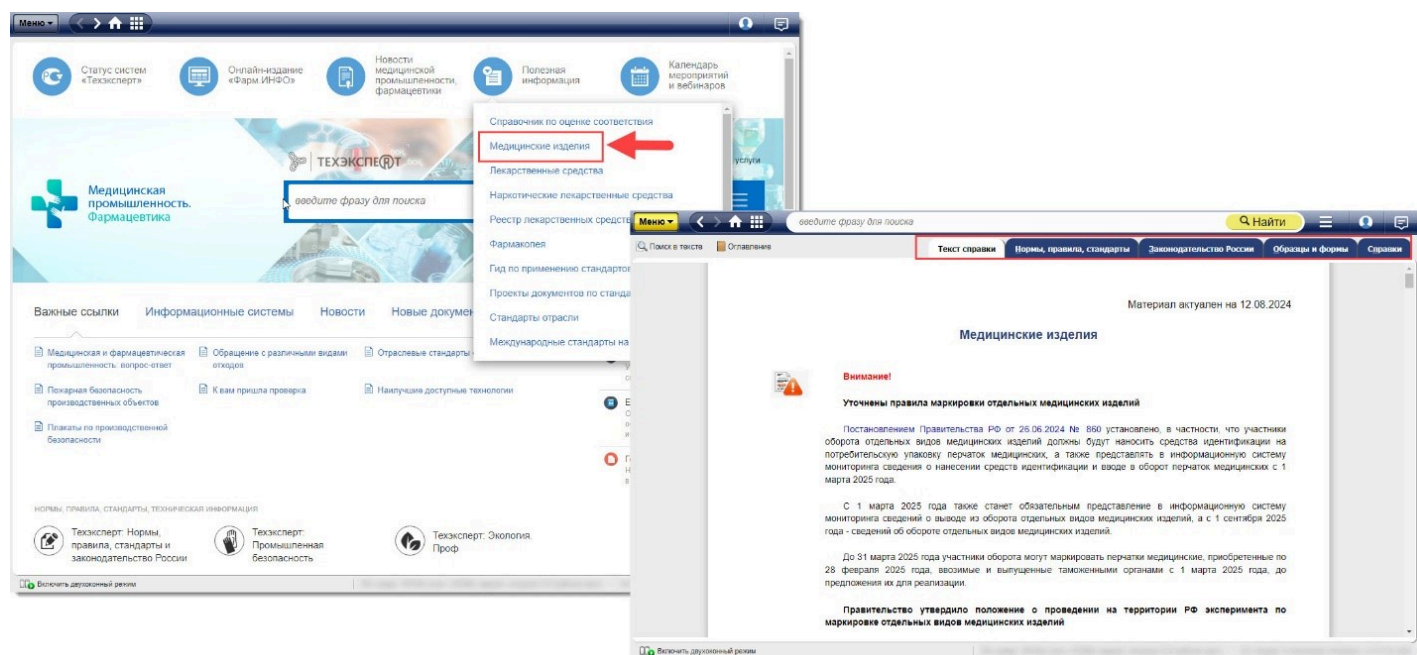 Меню
Статус систем
«Техэксперт»
Онлайн-издание
«Фарм.ИНФО»
Новости
медицинской
промышленности,
фармацевтики
Полезная
информация
Календарь
мероприятий
и вебинаров
Справочник по оценке соответствия
Медицинские изделия
Лекарственные средства
Наркотические лекарственные средства
Реестр лекарственных средств
Фармакопея
Гид по применению стандартов
Проекты документов по станда
Стандарты отрасли
Международные стандарты на
ТЕХЭКСПЕРТ
услуги
Медицинская
промышленность.
Фармацевтика
введите фразу для поиска
Важные ссылки Информационные системы Новости Новые докумен
Медицинская и фармацевтическая
промышленность: вопрос-ответ
Обращение с различными видами
отходов
Отраслевые стандарты
Пожарная безопасность
производственных объектов
К вам пришла проверка
Наилучшие доступные технологии
Плакаты по производственной
безопасности
НОРМЫ, ПРАВИЛА, СТАНДАРТЫ, ТЕХНИЧЕСКАЯ ИНФОРМАЦИЯ
Техэксперт: Нормы,
правила, стандарты и
законодательство России
Техэксперт:
Промышленная
безопасность
Техэксперт: Экология.
Проф
Включить двухоконный режим
Меню введите фразу для поиска Найти
Поиск в тексте Оглавление Текст справки Нормы, правила, стандарты Законодательство России Образцы и формы Справки
Материал актуален на 12.08.2024
Медицинские изделия
Внимание!
Уточнены правила маркировки отдельных медицинских изделий
Постановлением Правительства РФ от 26.06.2024 № 860 установлено, в частности, что участники
оборота отдельных видов медицинских изделий должны будут наносить средства идентификации на
потребительскую упаковку перчаток медицинских, а также представлять в информационную систему
мониторинга сведения о нанесении средств идентификации и вводе в оборот перчаток медицинских с 1
марта 2025 года.
С 1 марта 2025 года также станет обязательным представление в информационную систему
мониторинга сведений о выводе из оборота отдельных видов медицинских изделий, а с 1 сентября 2025
года - сведений об обороте отдельных видов медицинских изделий.
До 31 марта 2025 года участники оборота могут маркировать перчатки медицинские, приобретенные по
28 февраля 2025 года, ввозимые и выпущенные таможенными органами с 1 марта 2025 года, до
предложения их для реализации.
Правительство утвердило положение о проведении на территории РФ эксперимента по
маркировке отдельных видов медицинских изделий
Включить двухоконный режим